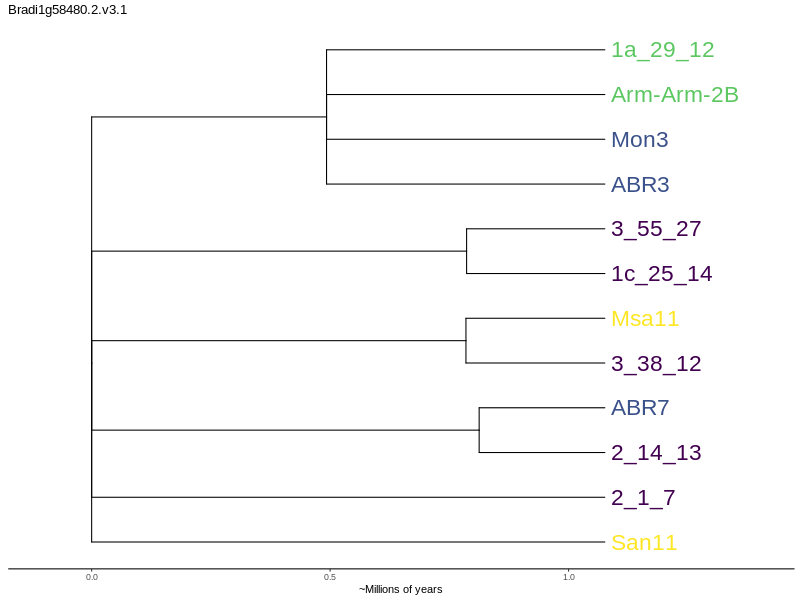 Bradi1g58480.2.v3.1
1a_29_12
Arm-Arm-2B
Mon3
ABR3
3_55_27
1c_25_14
Msa11
3_38_12
ABR7
2_14_13
2_1_7
San11
0.0 0.5 1.0
~Millions of years